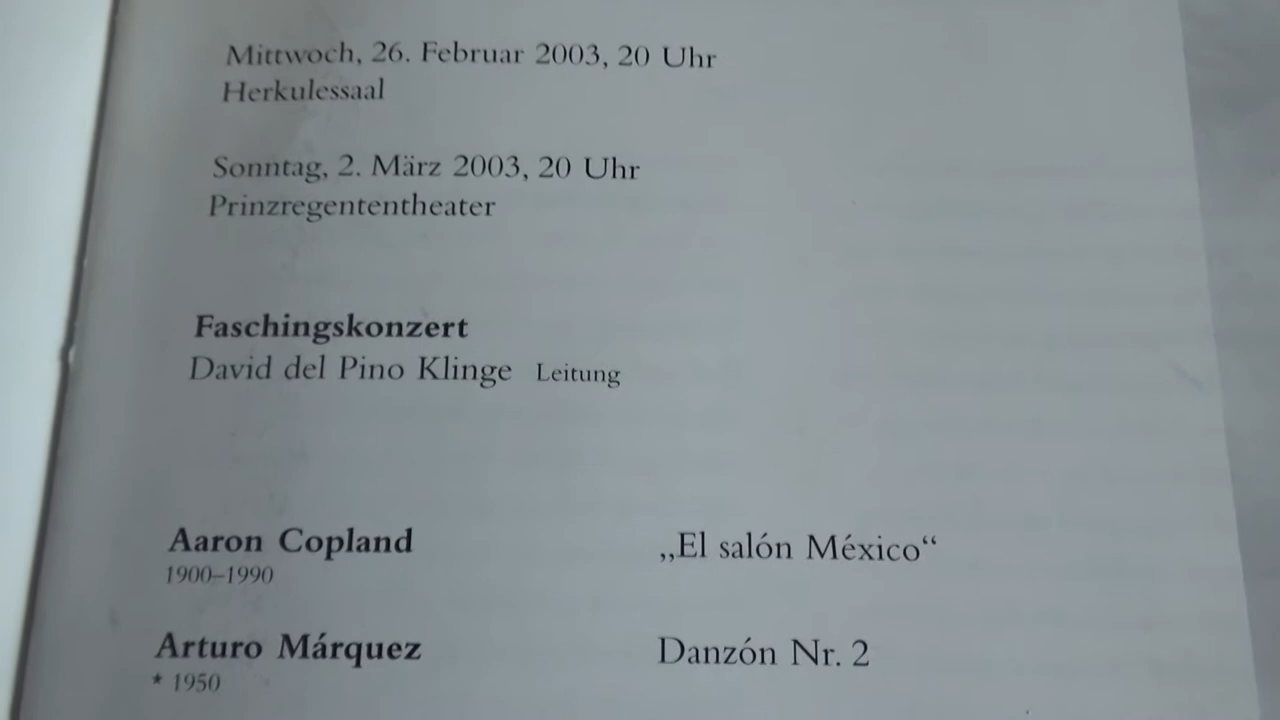 Mittwoch, 26. Februar 2003, 20 Uhr
Herkulessaal
Sonntag, 2. März 2003, 20 Uhr
Prinzregententheater
Faschingskonzert
David del Pino Klinge Leitung
Aaron Copland „El salón México“
1900–1990
Arturo Márquez Danzón Nr. 2
* 1950